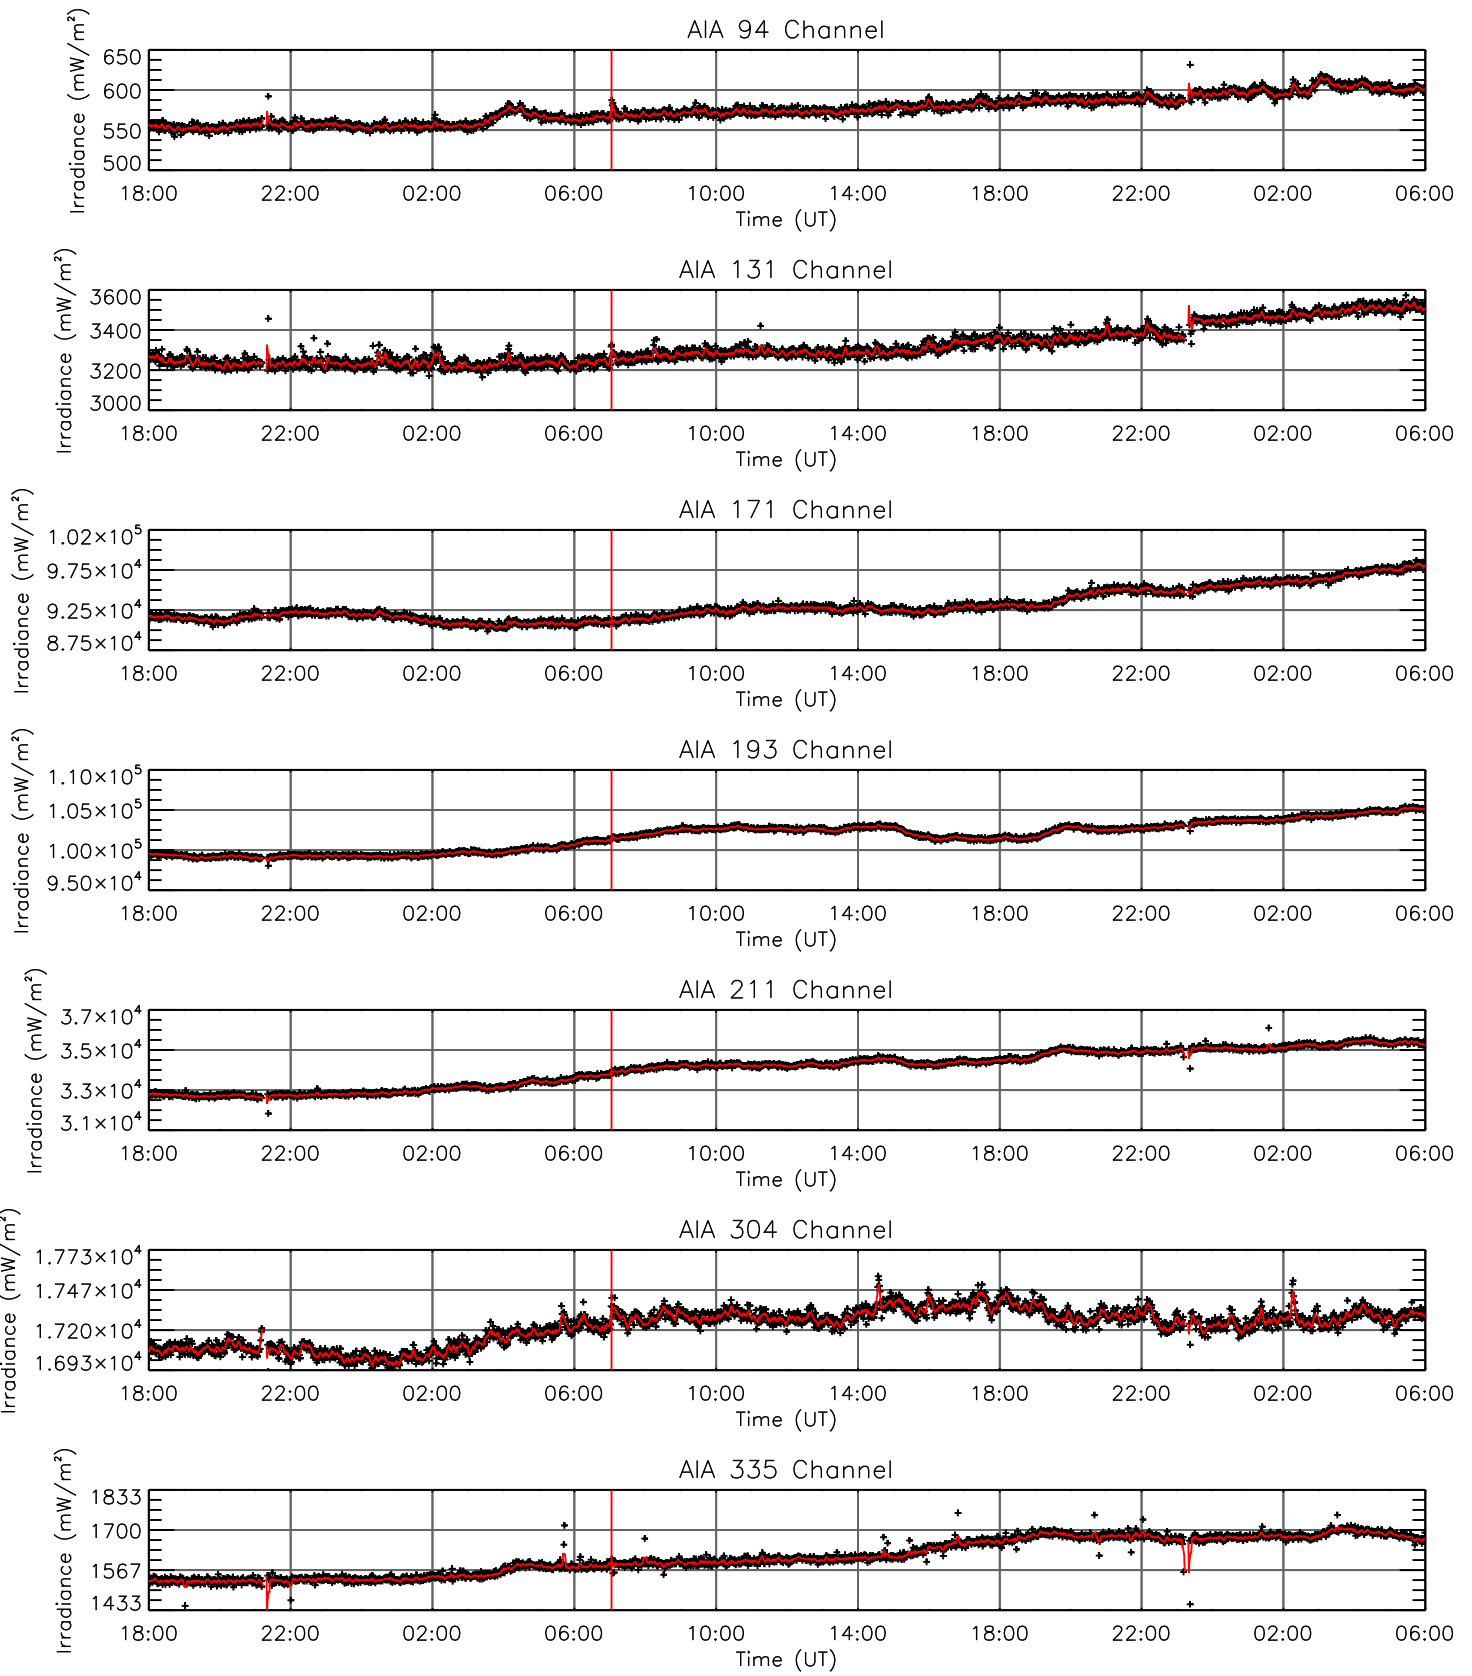 AIA 94 Channel
Irradiance (mW/m²)
650
600
550
500
18:00 22:00 02:00 06:00 10:00 14:00 18:00 22:00 02:00 06:00
Time (UT)
AIA 131 Channel
Irradiance (mW/m²)
3600
3400
3200
3000
18:00 22:00 02:00 06:00 10:00 14:00 18:00 22:00 02:00 06:00
Time (UT)
AIA 171 Channel
Irradiance (mW/m²)
1.02×10⁵
9.75×10⁴
9.25×10⁴
8.75×10⁴
18:00 22:00 02:00 06:00 10:00 14:00 18:00 22:00 02:00 06:00
Time (UT)
AIA 193 Channel
Irradiance (mW/m²)
1.10×10⁵
1.05×10⁵
1.00×10⁵
9.50×10⁴
18:00 22:00 02:00 06:00 10:00 14:00 18:00 22:00 02:00 06:00
Time (UT)
AIA 211 Channel
Irradiance (mW/m²)
3.7×10⁴
3.5×10⁴
3.3×10⁴
3.1×10⁴
18:00 22:00 02:00 06:00 10:00 14:00 18:00 22:00 02:00 06:00
Time (UT)
AIA 304 Channel
Irradiance (mW/m²)
1.773×10⁴
1.747×10⁴
1.720×10⁴
1.693×10⁴
18:00 22:00 02:00 06:00 10:00 14:00 18:00 22:00 02:00 06:00
Time (UT)
AIA 335 Channel
Irradiance (mW/m²)
1833
1700
1567
1433
18:00 22:00 02:00 06:00 10:00 14:00 18:00 22:00 02:00 06:00
Time (UT)